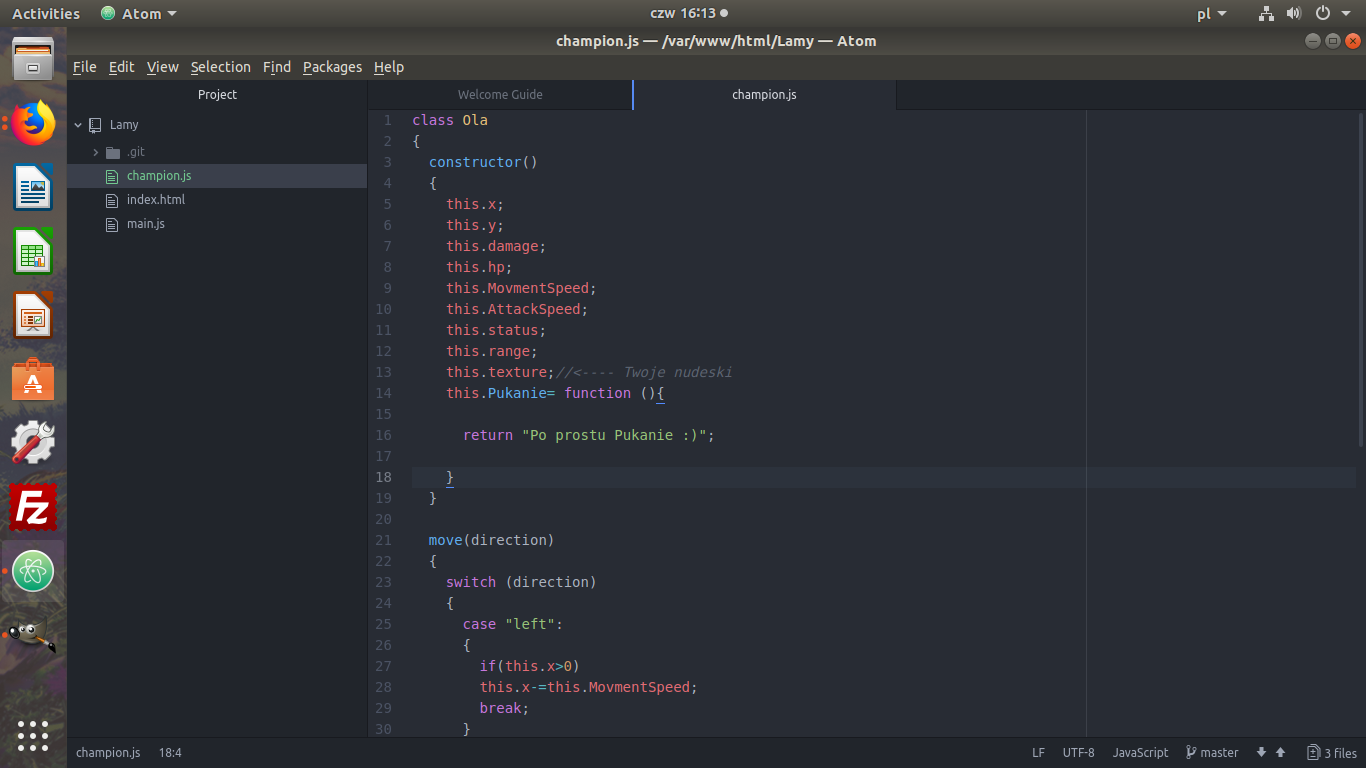 Activities Atom czw 16:13 pl
champion.js — /var/www/html/Lamy — Atom
File Edit View Selection Find Packages Help
Project
Lamy
.git
champion.js
index.html
main.js
Welcome Guide champion.js
1 class Ola
2 {
3 constructor()
4 {
5 this.x;
6 this.y;
7 this.damage;
8 this.hp;
9 this.MovmentSpeed;
10 this.AttackSpeed;
11 this.status;
12 this.range;
13 this.texture;//<---- Twoje nudeski
14 this.Pukanie= function (){
15
16 return "Po prostu Pukanie :)";
17
18 }
19 }
20
21 move(direction)
22 {
23 switch (direction)
24 {
25 case "left":
26 {
27 if(this.x>0)
28 this.x-=this.MovmentSpeed;
29 break;
30 }
champion.js 18:4 LF UTF-8 JavaScript master 3 files